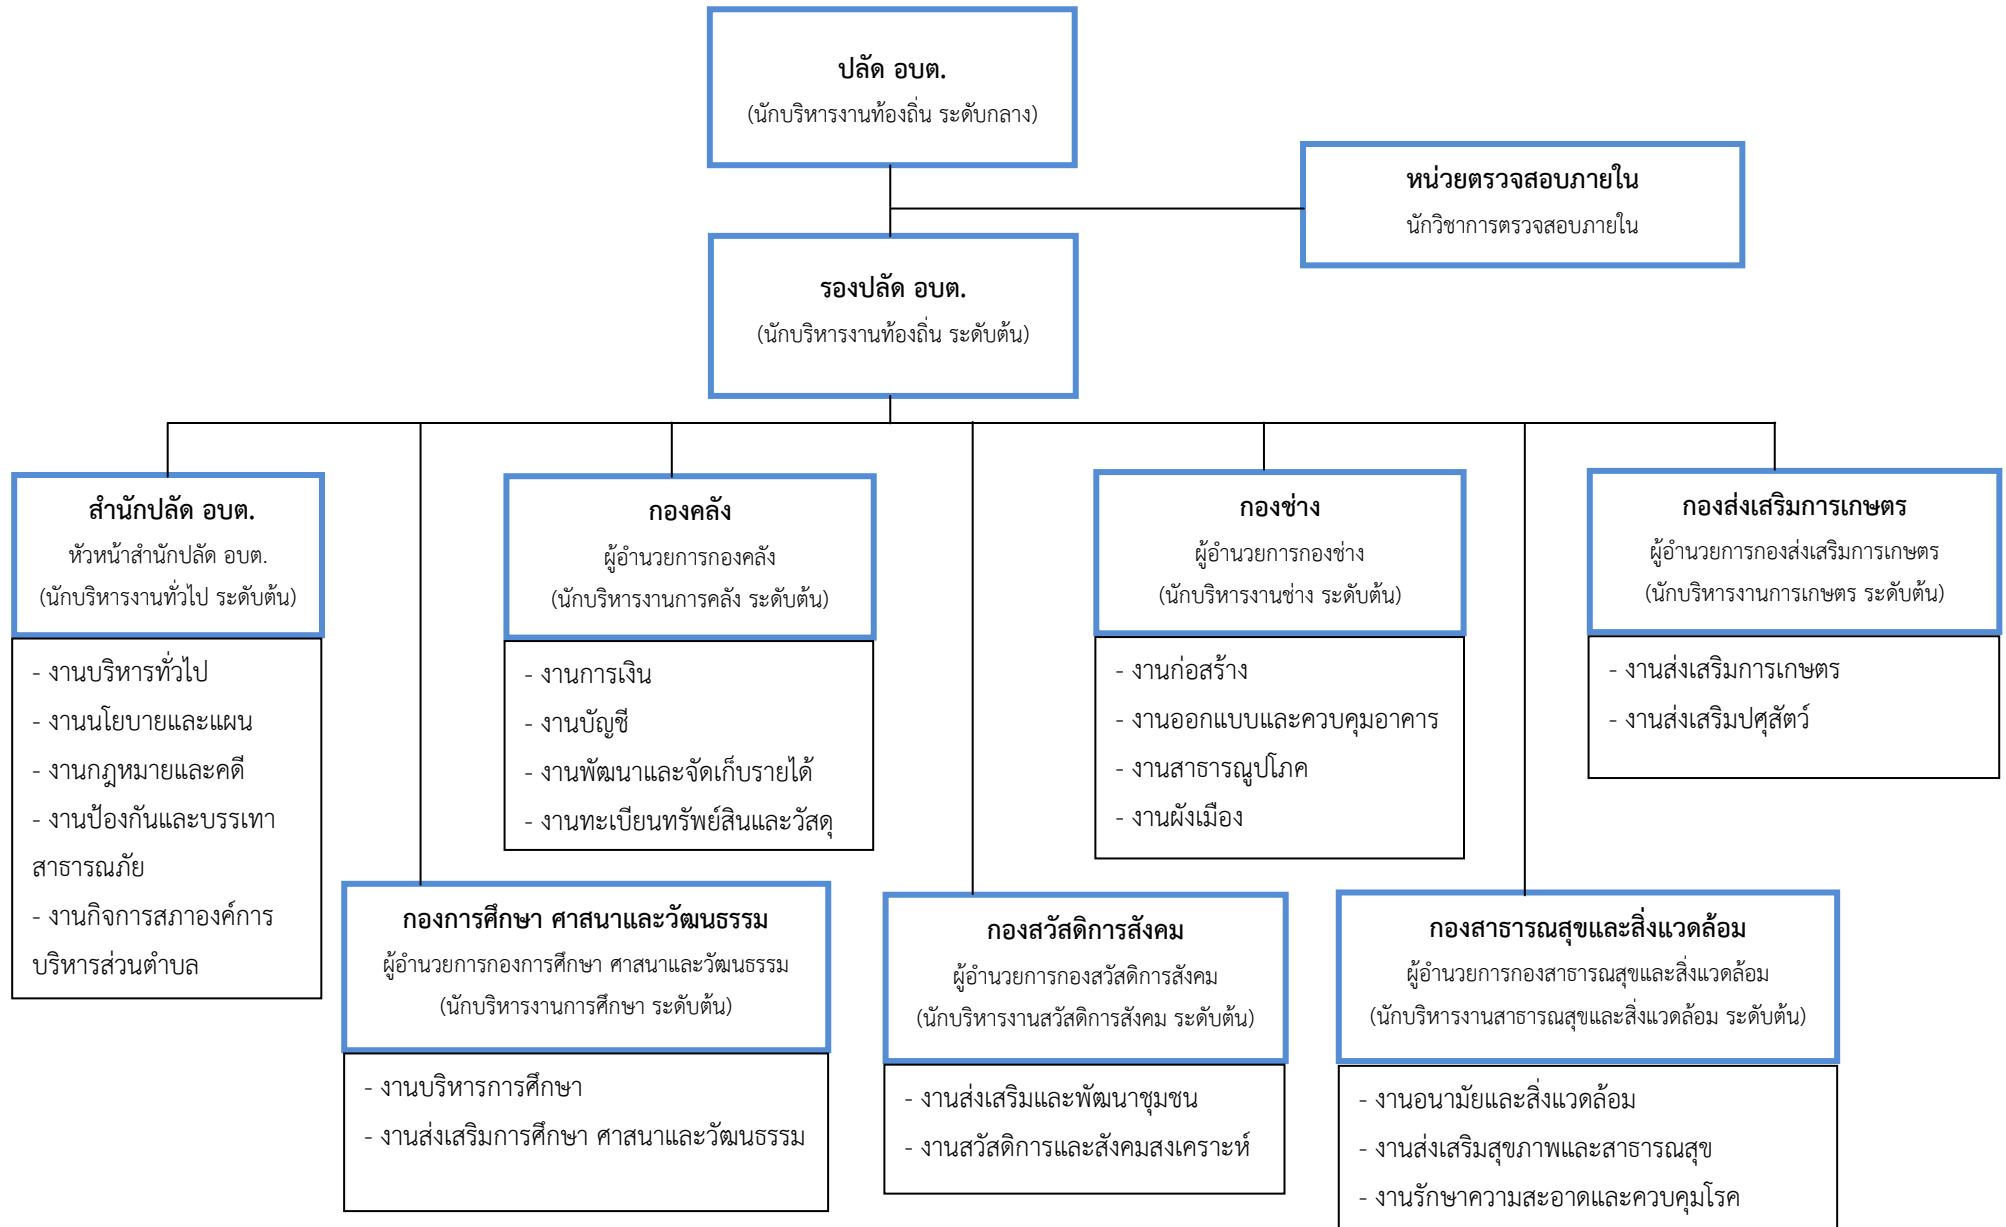 ปลัด อบต.
(นักบริหารงานท้องถิ่น ระดับกลาง)
หน่วยตรวจสอบภายใน
นักวิชาการตรวจสอบภายใน
รองปลัด อบต.
(นักบริหารงานท้องถิ่น ระดับต้น)
สำนักปลัด อบต.
หัวหน้าสำนักปลัด อบต.
(นักบริหารงานทั่วไป ระดับต้น)
- งานบริหารทั่วไป
- งานนโยบายและแผน
- งานกฎหมายและคดี
- งานป้องกันและบรรเทา
สาธารณภัย
- งานกิจการสภาองค์การ
บริหารส่วนตำบล
กองคลัง
ผู้อำนวยการกองคลัง
(นักบริหารงานการคลัง ระดับต้น)
- งานการเงิน
- งานบัญชี
- งานพัฒนาและจัดเก็บรายได้
- งานทะเบียนทรัพย์สินและวัสดุ
กองช่าง
ผู้อำนวยการกองช่าง
(นักบริหารงานช่าง ระดับต้น)
- งานก่อสร้าง
- งานออกแบบและควบคุมอาคาร
- งานสาธารณูปโภค
- งานผังเมือง
กองส่งเสริมการเกษตร
ผู้อำนวยการกองส่งเสริมการเกษตร
(นักบริหารงานการเกษตร ระดับต้น)
- งานส่งเสริมการเกษตร
- งานส่งเสริมปศุสัตว์
กองการศึกษา ศาสนาและวัฒนธรรม
ผู้อำนวยการกองการศึกษา ศาสนาและวัฒนธรรม
(นักบริหารงานการศึกษา ระดับต้น)
- งานบริหารการศึกษา
- งานส่งเสริมการศึกษา ศาสนาและวัฒนธรรม
กองสวัสดิการสังคม
ผู้อำนวยการกองสวัสดิการสังคม
(นักบริหารงานสวัสดิการสังคม ระดับต้น)
- งานส่งเสริมและพัฒนาชุมชน
- งานสวัสดิการและสังคมสงเคราะห์
กองสาธารณสุขและสิ่งแวดล้อม
ผู้อำนวยการกองสาธารณสุขและสิ่งแวดล้อม
(นักบริหารงานสาธารณสุขและสิ่งแวดล้อม ระดับต้น)
- งานอนามัยและสิ่งแวดล้อม
- งานส่งเสริมสุขภาพและสาธารณสุข
- งานรักษาความสะอาดและควบคุมโรค